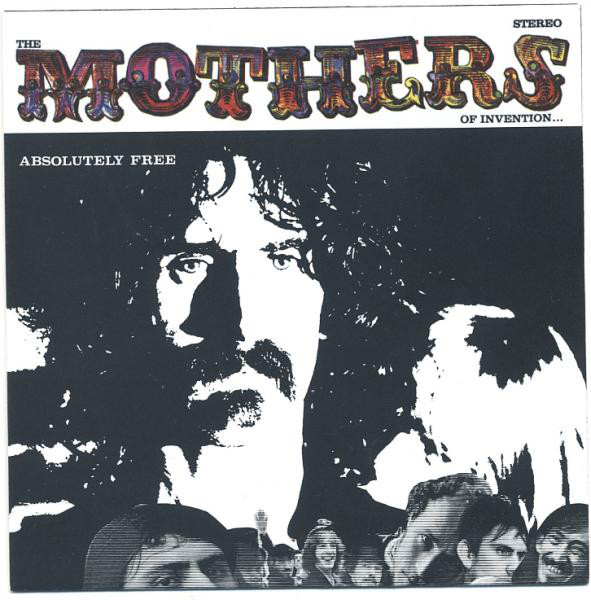 STEREO
THE
MOTHERS
OF INVENTION...
ABSOLUTELY FREE